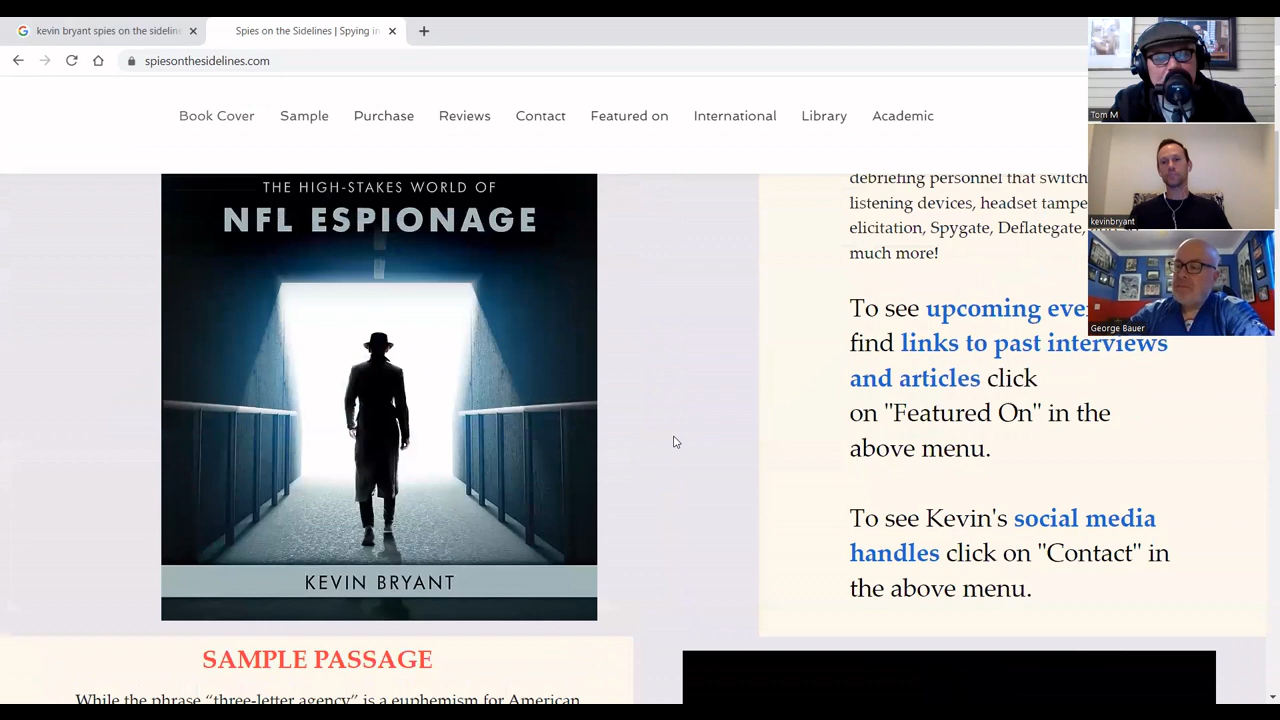 kevin bryant spies on the sideline
Spies on the Sidelines | Spying in
spiesonthesidelines.com
Book Cover Sample Purchase Reviews Contact Featured on International Library Academic
THE HIGH-STAKES WORLD OF
NFL ESPIONAGE
KEVIN BRYANT
SAMPLE PASSAGE
While the phrase “three-letter agency” is a euphemism for American
debriefing personnel that switch
listening devices, headset tampe
elicitation, Spygate, Deflategate,
much more!
To see upcoming eve
find links to past interviews
and articles click
on "Featured On" in the
above menu.
To see Kevin's social media
handles click on "Contact" in
the above menu.
Tom M
kevinbryant
George Bauer